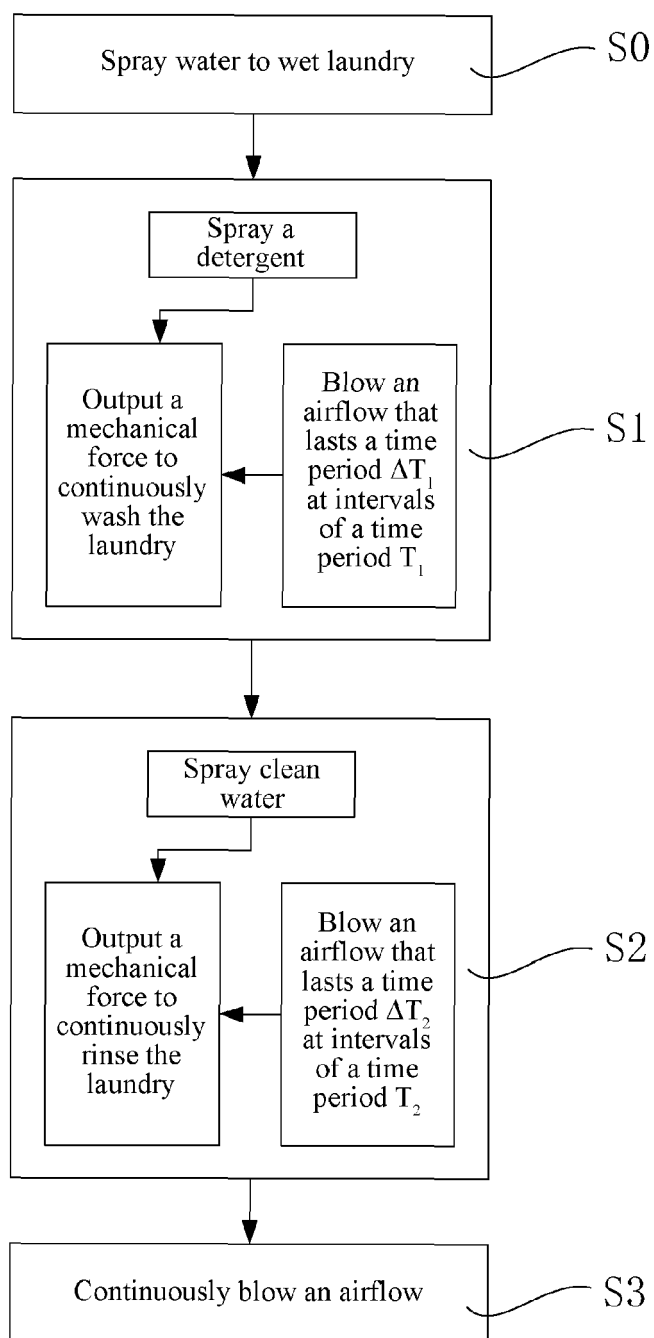 Spray water to wet laundry
S0
Spray a
detergent
Output a
mechanical
force to
continuously
wash the
laundry
Blow an
airflow that
lasts a time
period ΔT₁
at intervals
of a time
period T₁
S1
Spray clean
water
Output a
mechanical
force to
continuously
rinse the
laundry
Blow an
airflow that
lasts a time
period ΔT₂
at intervals
of a time
period T₂
S2
Continuously blow an airflow
S3